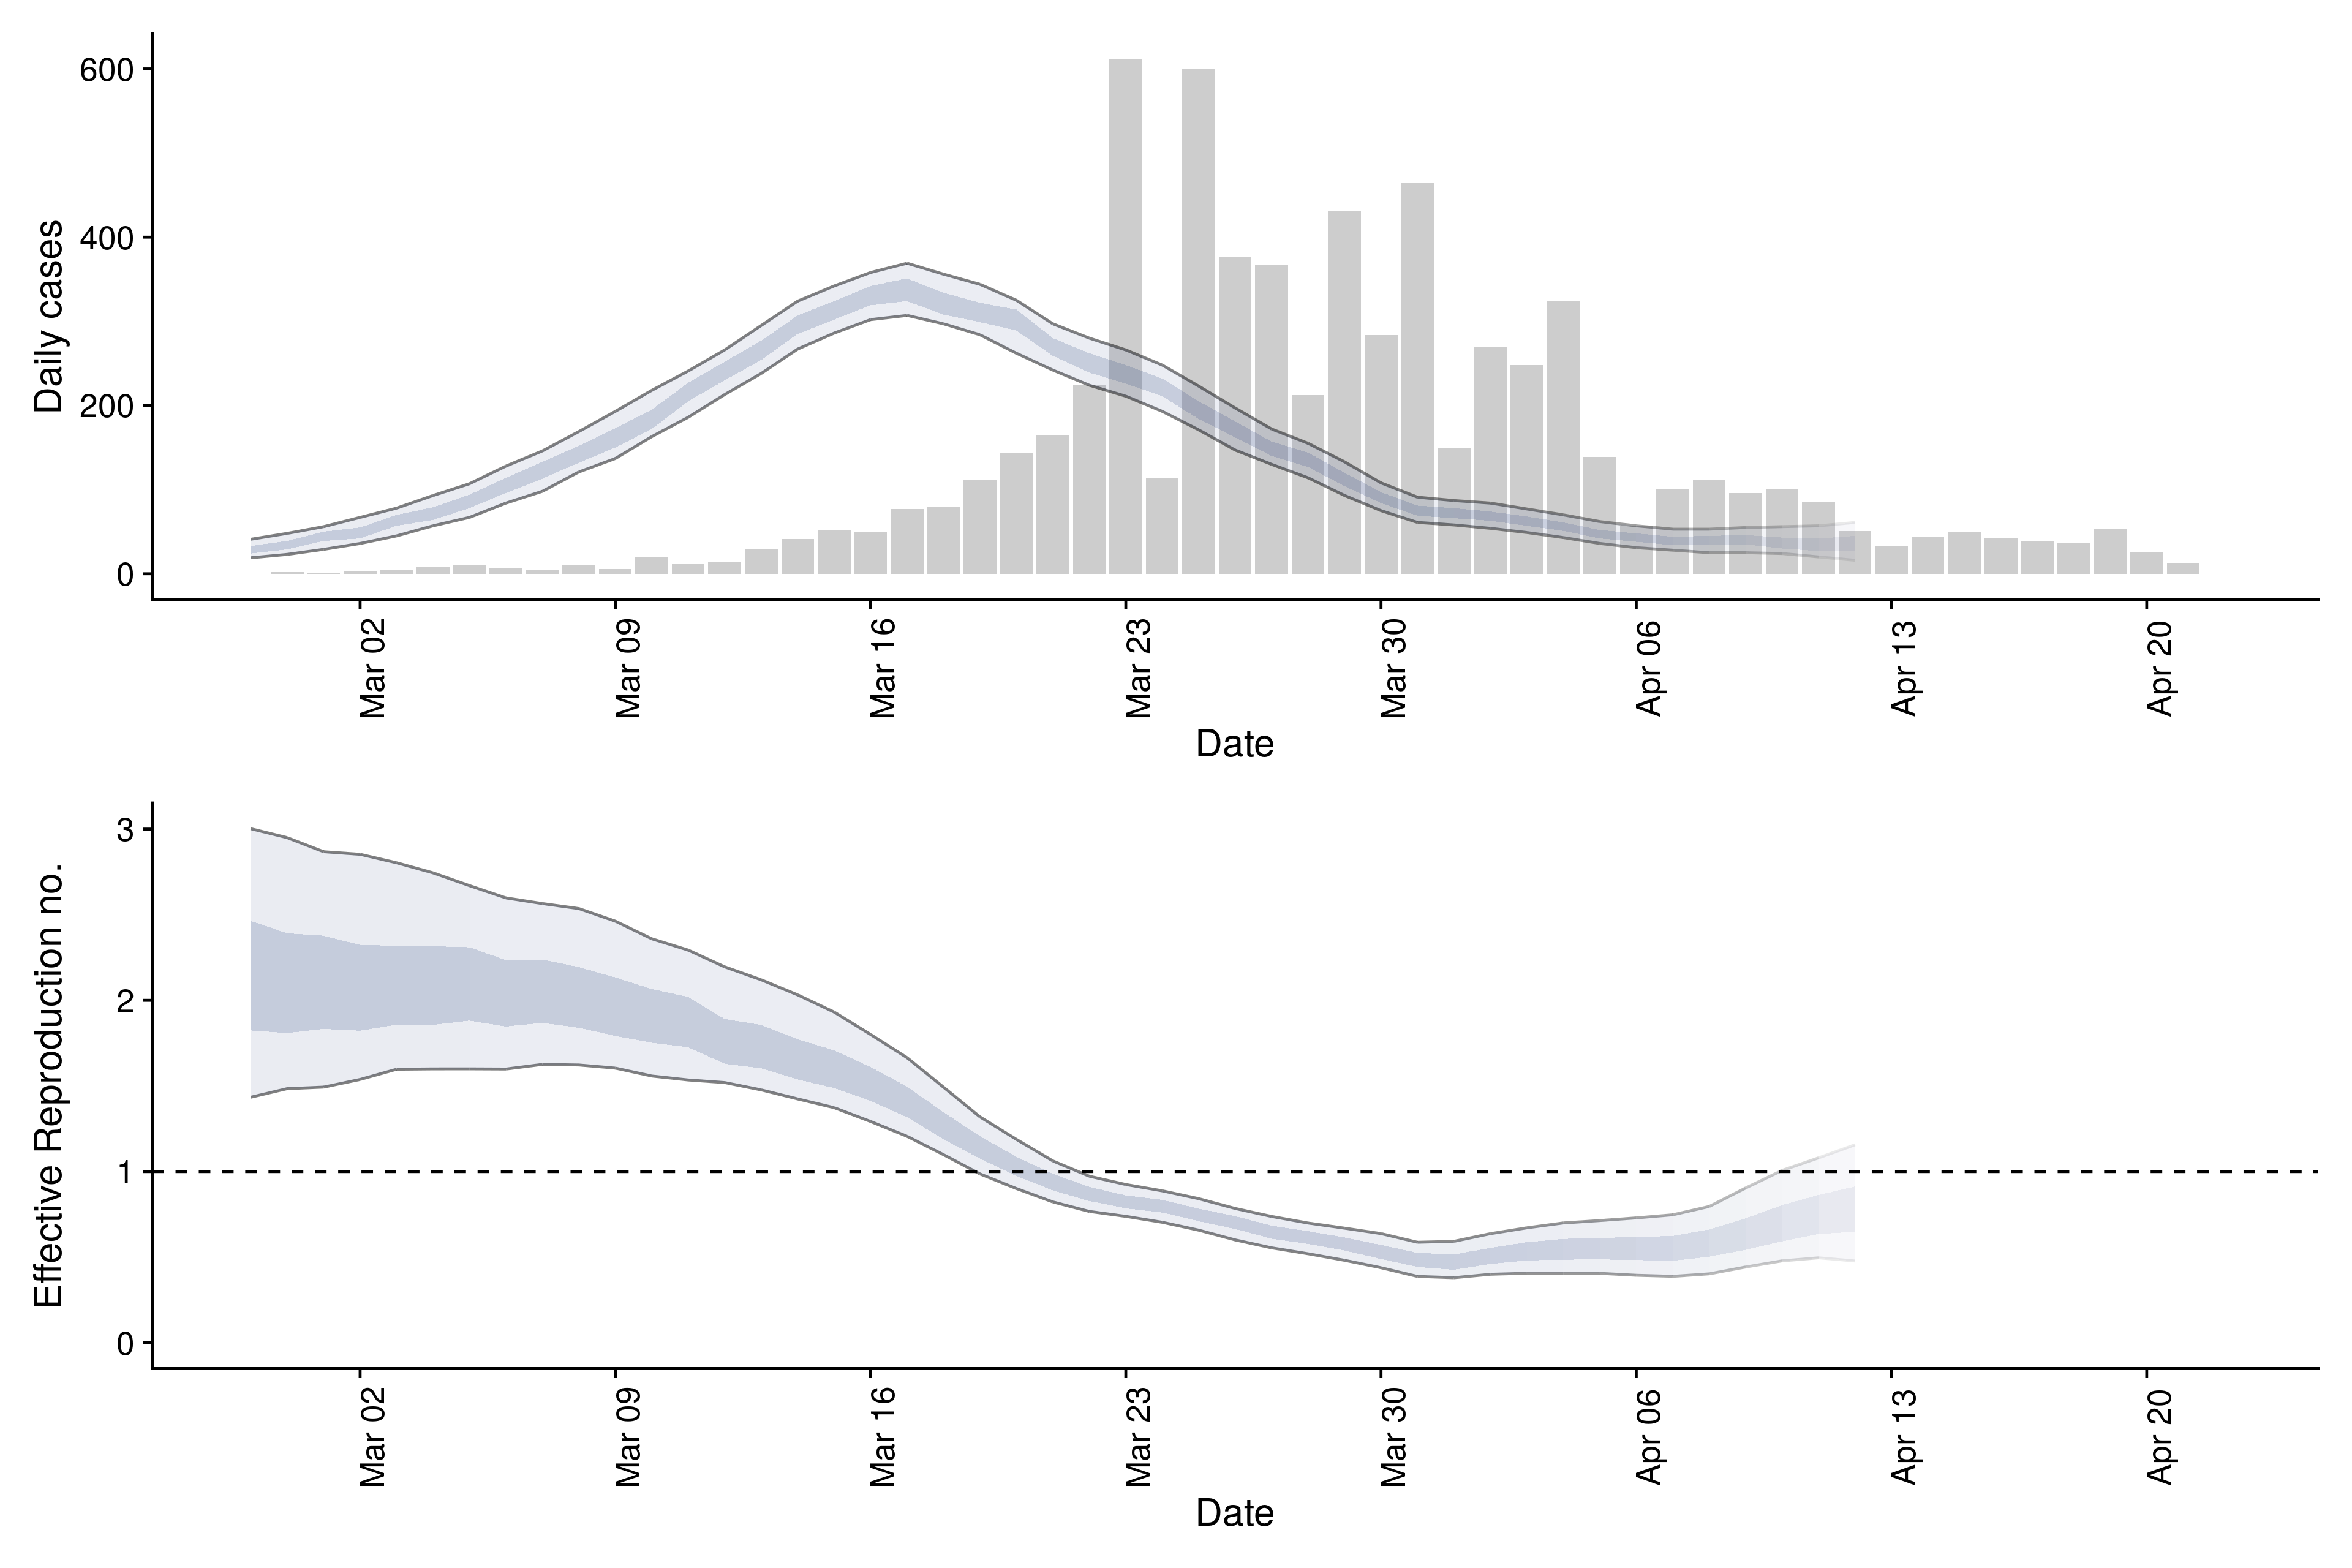 Daily cases
600
400
200
0
Mar 02
Mar 09
Mar 16
Mar 23
Mar 30
Apr 06
Apr 13
Apr 20
Date
Effective Reproduction no.
3
2
1
0
Mar 02
Mar 09
Mar 16
Mar 23
Mar 30
Apr 06
Apr 13
Apr 20
Date